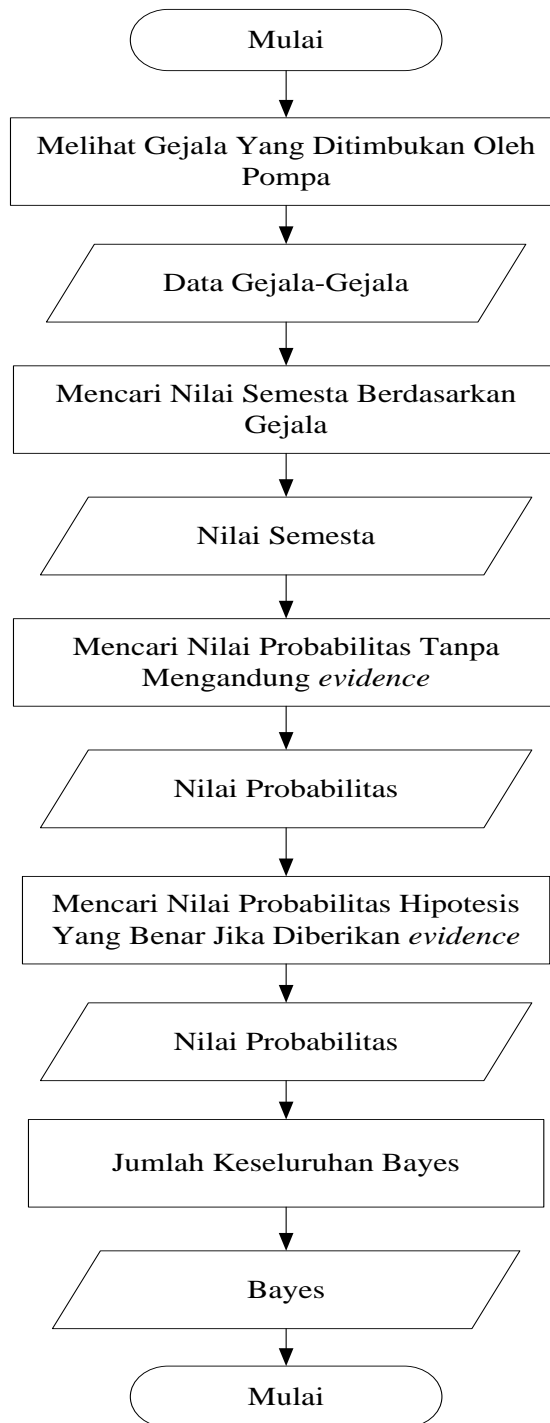 Mulai
Melihat Gejala Yang Ditimbukan Oleh
Pompa
Data Gejala-Gejala
Mencari Nilai Semesta Berdasarkan
Gejala
Nilai Semesta
Mencari Nilai Probabilitas Tanpa
Mengandung evidence
Nilai Probabilitas
Mencari Nilai Probabilitas Hipotesis
Yang Benar Jika Diberikan evidence
Nilai Probabilitas
Jumlah Keseluruhan Bayes
Bayes
Mulai